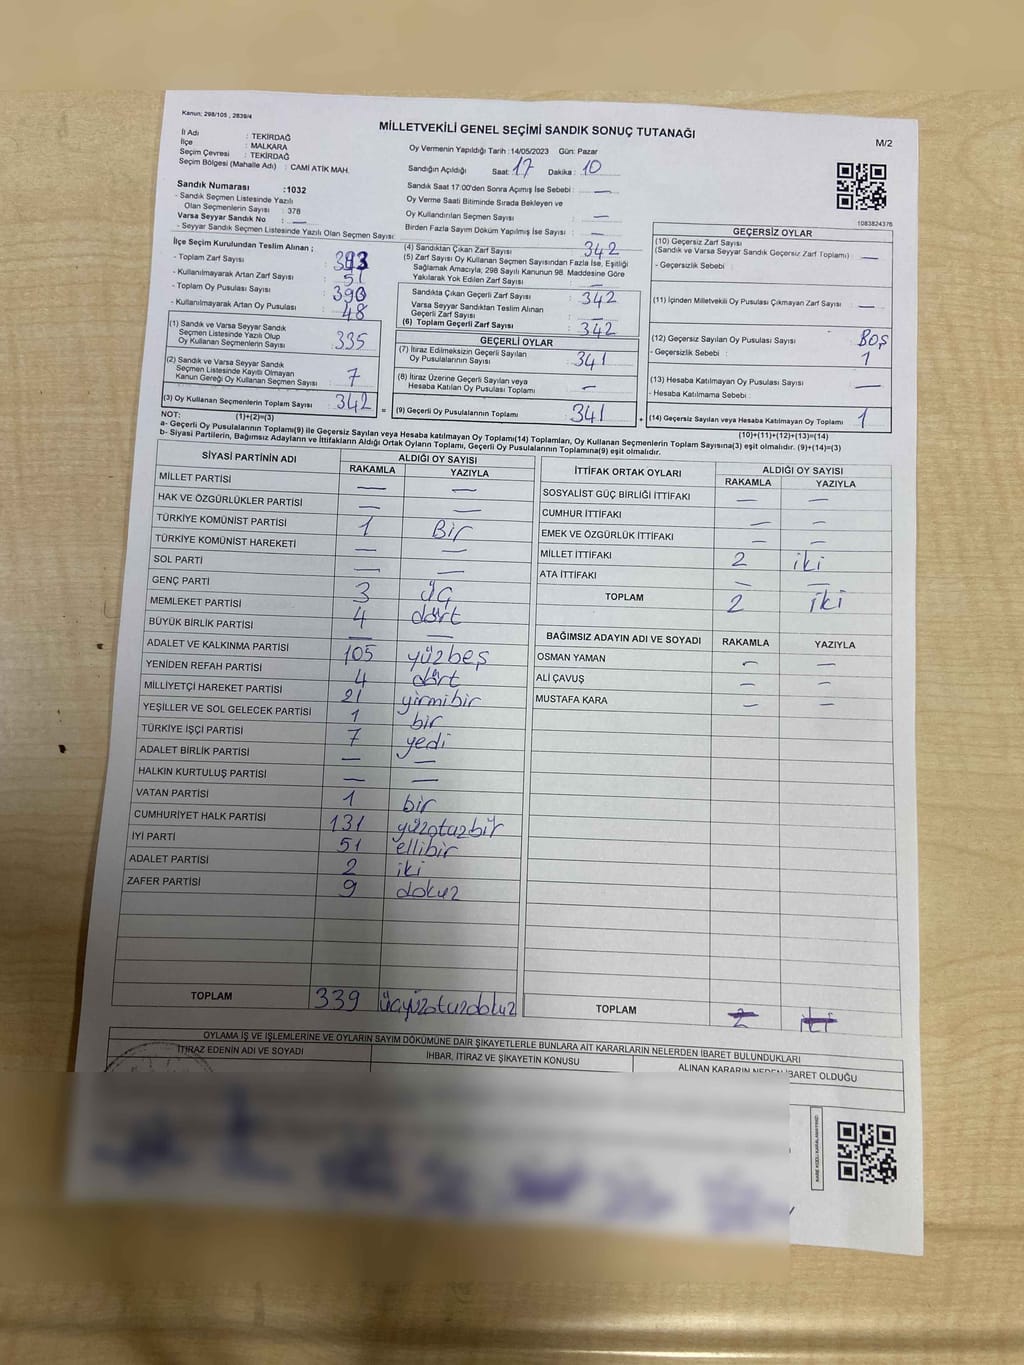 Kanun; 298/105 , 2839/4
MİLLETVEKİLİ GENEL SEÇİMİ SANDIK SONUÇ TUTANAĞI
M/2
İl Adı : TEKİRDAĞ
İlçe : MALKARA
Seçim Çevresi : TEKİRDAĞ
Seçim Bölgesi (Mahalle Adı) : CAMİ ATİK MAH.
Oy Vermenin Yapıldığı Tarih : 14/05/2023 Gün: Pazar
Sandığın Açıldığı Saat: 17 Dakika : 10
Sandık Saat 17:00'den Sonra Açımış İse Sebebi : —
Oy Verme Saati Bitiminde Sırada Bekleyen ve
Oy Kullandırılan Seçmen Sayısı : —
Birden Fazla Sayım Döküm Yapılmış İse Sayısı : —
Sandık Numarası :1032
- Sandık Seçmen Listesinde Yazılı
Olan Seçmenlerin Sayısı : 378
Varsa Seyyar Sandık No : —
- Seyyar Sandık Seçmen Listesinde Yazılı Olan Seçmen Sayısı:
1083824376
İlçe Seçim Kurulundan Teslim Alınan ;
- Toplam Zarf Sayısı : 393
- Kullanılmayarak Artan Zarf Sayısı : 51
- Toplam Oy Pusulası Sayısı : 390
- Kullanılmayarak Artan Oy Pusulası : 48
(1) Sandık ve Varsa Seyyar Sandık
Seçmen Listesinde Yazılı Olup
Oy Kullanan Seçmenlerin Sayısı : 335
(2) Sandık ve Varsa Seyyar Sandık
Seçmen Listesinde Kayıtlı Olmayan
Kanun Gereği Oy Kullanan Seçmen Sayısı : 7
(3) Oy Kullanan Seçmenlerin Toplam Sayısı : 342
(1)+(2)=(3)
(4) Sandıktan Çıkan Zarf Sayısı : 342
(5) Zarf Sayısı Oy Kullanan Seçmen Sayısından Fazla İse, Eşitliği
Sağlamak Amacıyla; 298 Sayılı Kanunun 98. Maddesine Göre
Yakılarak Yok Edilen Zarf Sayısı : —
Sandıkta Çıkan Geçerli Zarf Sayısı : 342
Varsa Seyyar Sandıktan Teslim Alınan
Geçerli Zarf Sayısı : —
(6) Toplam Geçerli Zarf Sayısı : 342
GEÇERLİ OYLAR
(7) İtiraz Edilmeksizin Geçerli Sayılan
Oy Pusulalarının Sayısı : 341
(8) İtiraz Üzerine Geçerli Sayılan veya
Hesaba Katılan Oy Pusulası Toplamı : —
= (9) Geçerli Oy Pusulalarının Toplamı : 341
GEÇERSİZ OYLAR
(10) Geçersiz Zarf Sayısı
(Sandık ve Varsa Seyyar Sandık Geçersiz Zarf Toplamı) : —
- Geçersizlik Sebebi :
(11) İçinden Milletvekili Oy Pusulası Çıkmayan Zarf Sayısı : —
(12) Geçersiz Sayılan Oy Pusulası Sayısı : BOŞ
- Geçersizlik Sebebi : 1
(13) Hesaba Katılmayan Oy Pusulası Sayısı : —
- Hesaba Katılmama Sebebi :
+ (14) Geçersiz Sayılan veya Hesaba Katılmayan Oy Toplamı : 1
(10)+(11)+(12)+(13)=(14)
NOT:
a- Geçerli Oy Pusulalarının Toplamı(9) ile Geçersiz Sayılan veya Hesaba katılmayan Oy Toplamı(14) Toplamları, Oy Kullanan Seçmenlerin Toplam Sayısına(3) eşit olmalıdır. (9)+(14)=(3)
b- Siyasi Partilerin, Bağımsız Adayların ve İttifakların Aldığı Ortak Oyların Toplamı, Geçerli Oy Pusulalarının Toplamına(9) eşit olmalıdır.
SİYASİ PARTİNİN ADI ALDIĞI OY SAYISI
RAKAMLA YAZIYLA
MİLLET PARTİSİ — —
HAK VE ÖZGÜRLÜKLER PARTİSİ — —
TÜRKİYE KOMÜNİST PARTİSİ 1 Bir
TÜRKİYE KOMÜNİST HAREKETİ — —
SOL PARTİ — —
GENÇ PARTİ 3 üç
MEMLEKET PARTİSİ 4 dört
BÜYÜK BİRLİK PARTİSİ — —
ADALET VE KALKINMA PARTİSİ 105 yüzbeş
YENİDEN REFAH PARTİSİ 4 dört
MİLLİYETÇİ HAREKET PARTİSİ 21 yirmibir
YEŞİLLER VE SOL GELECEK PARTİSİ 1 bir
TÜRKİYE İŞÇİ PARTİSİ 7 yedi
ADALET BİRLİK PARTİSİ — —
HALKIN KURTULUŞ PARTİSİ — —
VATAN PARTİSİ 1 bir
CUMHURİYET HALK PARTİSİ 131 yüzotuzbir
İYİ PARTİ 51 ellibir
ADALET PARTİSİ 2 iki
ZAFER PARTİSİ 9 dokuz
TOPLAM 339 üçyüzotuzdokuz
İTTİFAK ORTAK OYLARI ALDIĞI OY SAYISI
RAKAMLA YAZIYLA
SOSYALİST GÜÇ BİRLİĞİ İTTİFAKI — —
CUMHUR İTTİFAKI — —
EMEK VE ÖZGÜRLÜK İTTİFAKI — —
MİLLET İTTİFAKI 2 iki
ATA İTTİFAKI — —
TOPLAM 2 iki
BAĞIMSIZ ADAYIN ADI VE SOYADI RAKAMLA YAZIYLA
OSMAN YAMAN — —
ALİ ÇAVUŞ — —
MUSTAFA KARA — —
TOPLAM 2 iki
OYLAMA İŞ VE İŞLEMLERİNE VE OYLARIN SAYIM DÖKÜMÜNE DAİR ŞİKAYETLERLE BUNLARA AİT KARARLARIN NELERDEN İBARET BULUNDUKLARI
İTİRAZ EDENİN ADI VE SOYADI
İHBAR, İTİRAZ VE ŞİKAYETİN KONUSU
ALINAN KARARIN NEDEN İBARET OLDUĞU